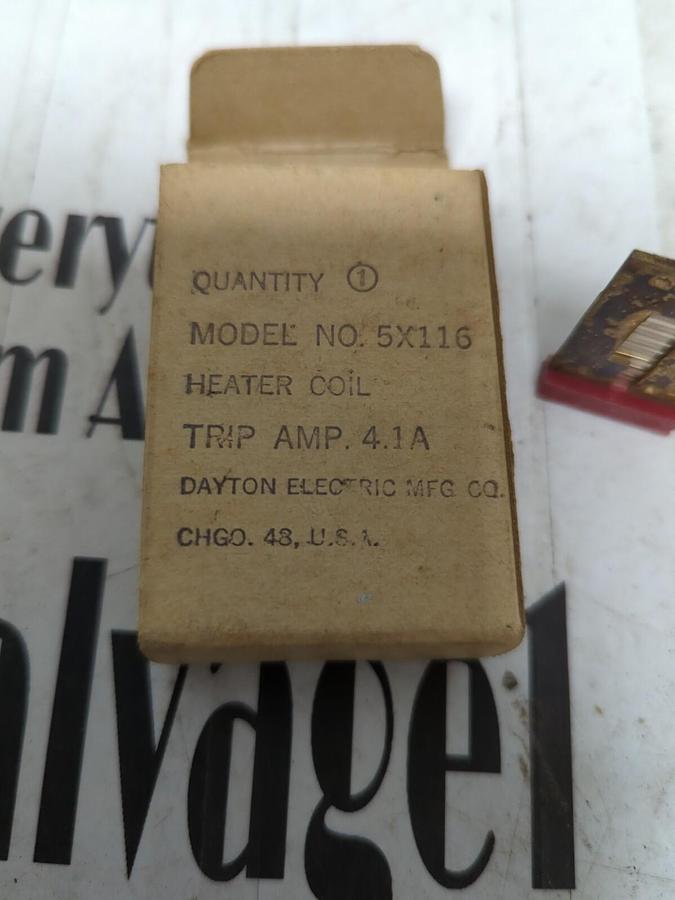 QUANTITY 1
MODEL NO. 5X116
HEATER COIL
TRIP AMP. 4.1A
DAYTON ELECTRIC MFG CO.
CHGO. 48, U.S.A.